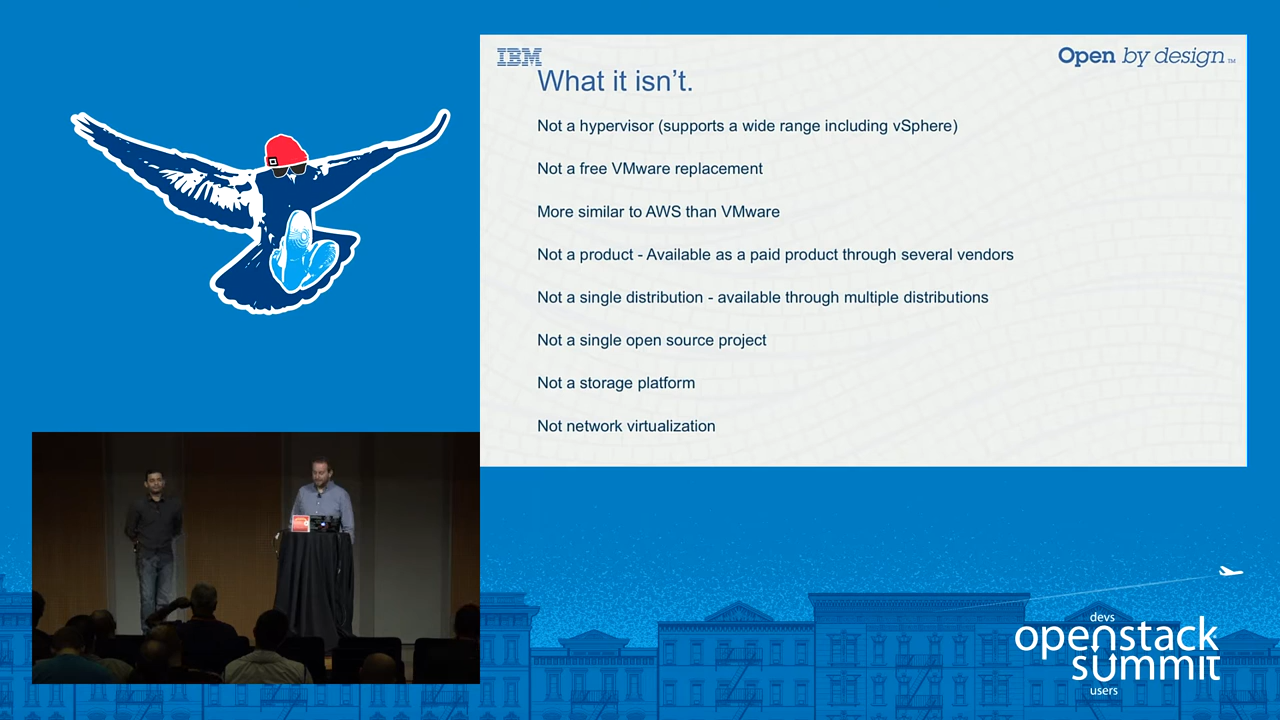 IBM
Open by design™
What it isn't.
Not a hypervisor (supports a wide range including vSphere)
Not a free VMware replacement
More similar to AWS than VMware
Not a product - Available as a paid product through several vendors
Not a single distribution - available through multiple distributions
Not a single open source project
Not a storage platform
Not network virtualization
devs
openstack
summit
users